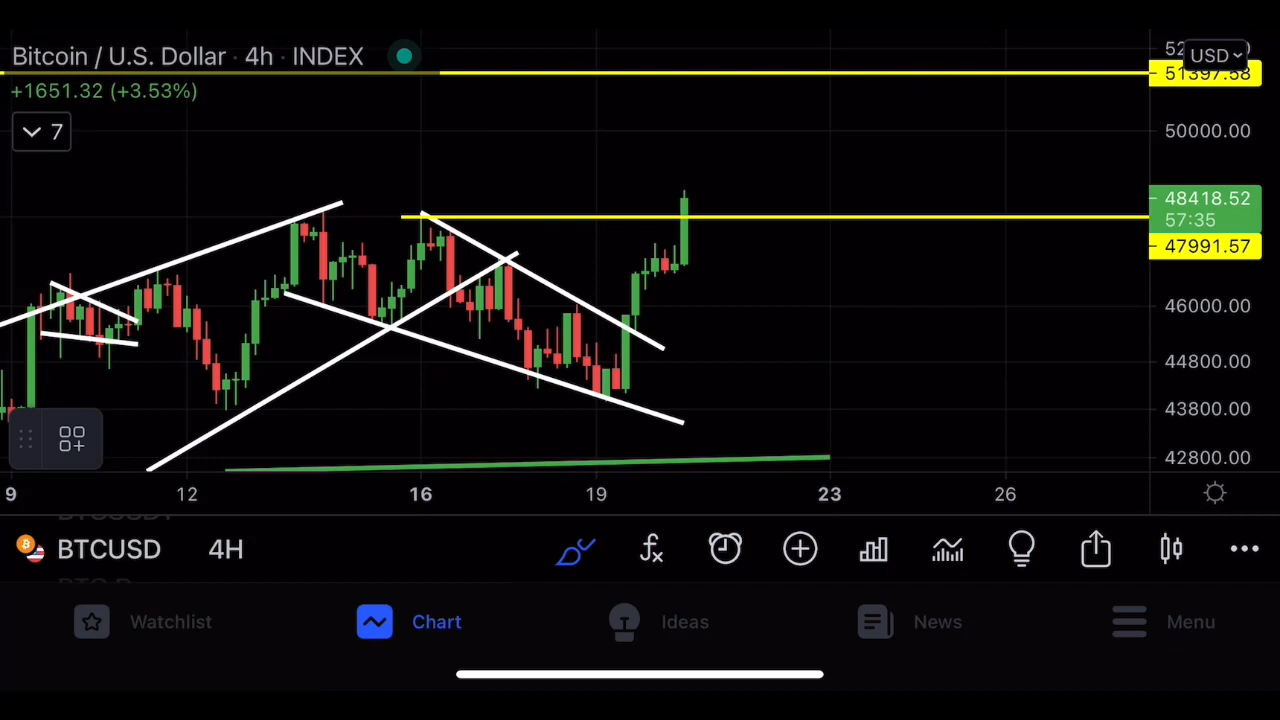 Bitcoin / U.S. Dollar · 4h · INDEX
USD
51397.58
+1651.32 (+3.53%)
7
50000.00
48418.52
57:35
47991.57
46000.00
44800.00
43800.00
42800.00
9 12 16 19 23 26
BTCUSD 4H
Watchlist Chart Ideas News Menu